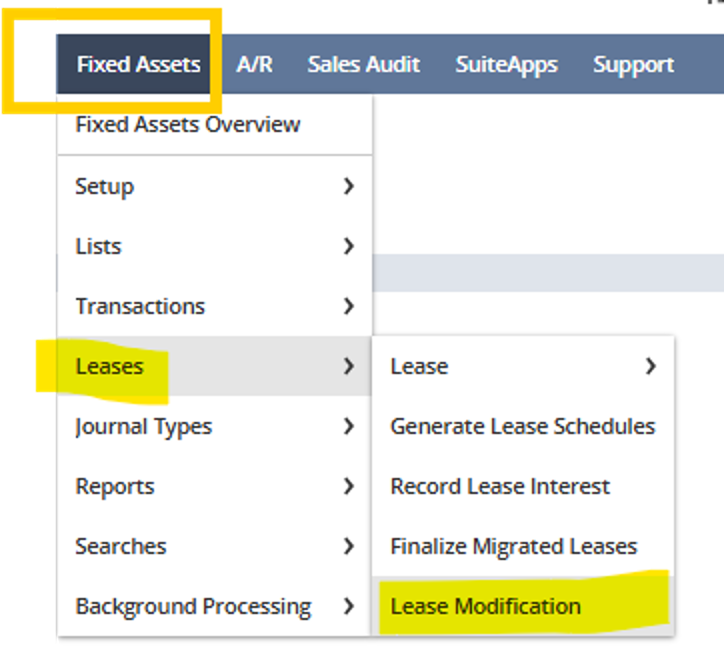 Fixed Assets A/R Sales Audit SuiteApps Support
Fixed Assets Overview
Setup
Lists
Transactions
Leases
Journal Types
Reports
Searches
Background Processing
Lease
Generate Lease Schedules
Record Lease Interest
Finalize Migrated Leases
Lease Modification